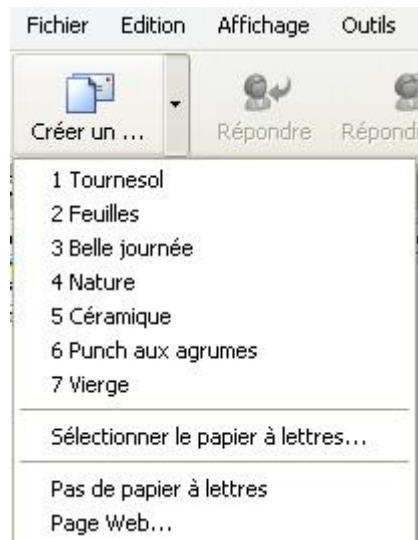 Fichier Edition Affichage Outils
Créer un ... Répondre Répond
1 Tournesol
2 Feuilles
3 Belle journée
4 Nature
5 Céramique
6 Punch aux agrumes
7 Vierge
Sélectionner le papier à lettres...
Pas de papier à lettres
Page Web...